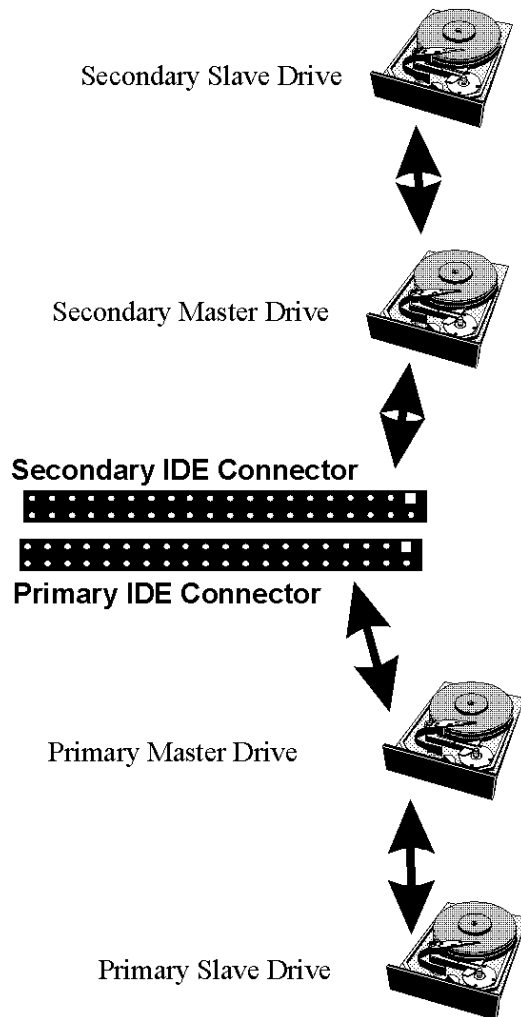 Secondary Slave Drive
Secondary Master Drive
Secondary IDE Connector
Primary IDE Connector
Primary Master Drive
Primary Slave Drive